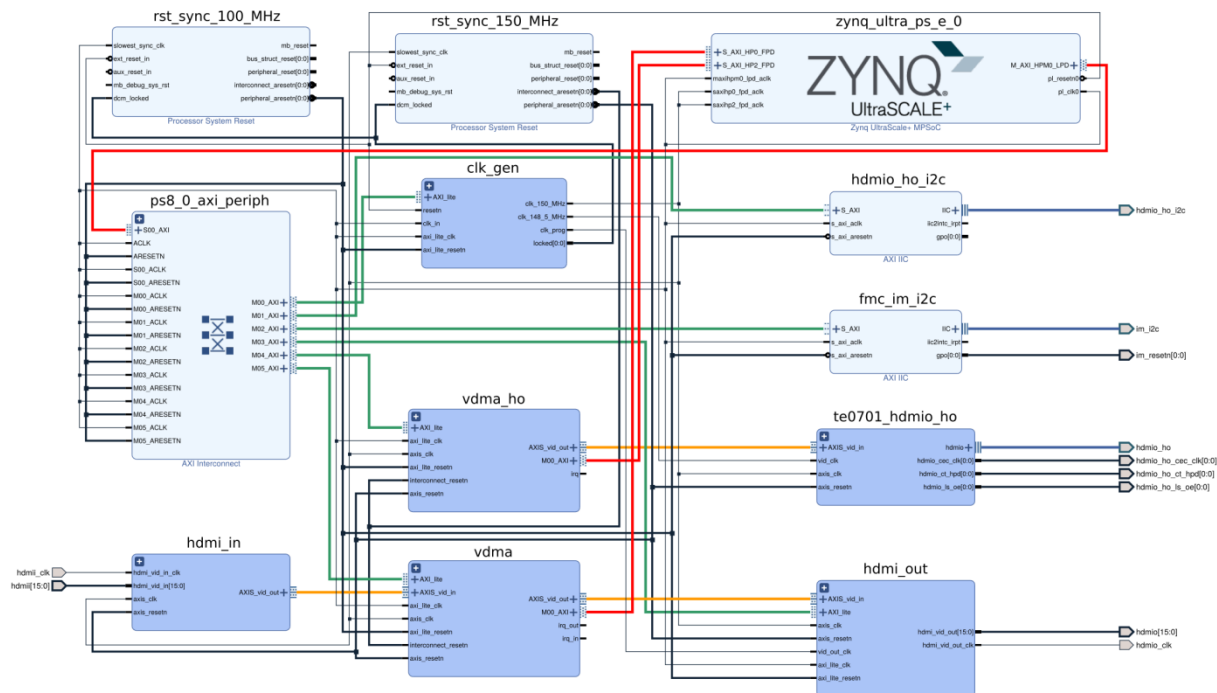 rst_sync_100_MHz
slowest_sync_clk
ext_reset_in
aux_reset_in
mb_debug_sys_rst
dcm_locked
mb_reset
bus_struct_reset[0:0]
peripheral_reset[0:0]
interconnect_aresetn[0:0]
peripheral_aresetn[0:0]
Processor System Reset
rst_sync_150_MHz
slowest_sync_clk
ext_reset_in
aux_reset_in
mb_debug_sys_rst
dcm_locked
mb_reset
bus_struct_reset[0:0]
peripheral_reset[0:0]
interconnect_aresetn[0:0]
peripheral_aresetn[0:0]
Processor System Reset
zynq_ultra_ps_e_0
S_AXI_HP0_FPD
S_AXI_HP2_FPD
maxihpm0_lpd_aclk
saxihp0_fpd_aclk
saxihp2_fpd_aclk
ZYNQ
UltraSCALE+
M_AXI_HPM0_LPD
pl_resetn0
pl_clk0
Zynq UltraScale+ MPSoC
ps8_0_axi_periph
S00_AXI
ACLK
ARESETN
S00_ACLK
S00_ARESETN
M00_ACLK
M00_ARESETN
M01_ACLK
M01_ARESETN
M02_ACLK
M02_ARESETN
M03_ACLK
M03_ARESETN
M04_ACLK
M04_ARESETN
M05_ACLK
M05_ARESETN
M00_AXI
M01_AXI
M02_AXI
M03_AXI
M04_AXI
M05_AXI
AXI Interconnect
clk_gen
AXI_lite
resetn
clk_in
axi_lite_clk
axi_lite_resetn
clk_150_MHz
clk_148_5_MHz
clk_prog
locked[0:0]
hdmio_ho_i2c
S_AXI
s_axi_aclk
s_axi_aresetn
IIC
iic2intc_irpt
gpo[0:0]
AXI IIC
hdmio_ho_i2c
fmc_im_i2c
S_AXI
s_axi_aclk
s_axi_aresetn
IIC
iic2intc_irpt
gpo[0:0]
AXI IIC
im_i2c
im_resetn[0:0]
vdma_ho
AXI_lite
axi_lite_clk
axis_clk
axi_lite_resetn
interconnect_resetn
axis_resetn
AXIS_vid_out
M00_AXI
irq
te0701_hdmio_ho
AXIS_vid_in
vid_clk
axis_clk
axis_resetn
hdmio
hdmio_cec_clk[0:0]
hdmio_ct_hpd[0:0]
hdmio_ls_oe[0:0]
hdmio_ho
hdmio_ho_cec_clk[0:0]
hdmio_ho_ct_hpd[0:0]
hdmio_ho_ls_oe[0:0]
hdmii_clk
hdmii[15:0]
hdmi_in
hdmi_vid_in_clk
hdmi_vid_in[15:0]
axis_clk
axis_resetn
AXIS_vid_out
vdma
AXI_lite
AXIS_vid_in
axi_lite_clk
axis_clk
axi_lite_resetn
interconnect_resetn
axis_resetn
AXIS_vid_out
M00_AXI
irq_out
irq_in
hdmi_out
AXIS_vid_in
AXI_lite
axis_clk
axis_resetn
vid_out_clk
axi_lite_clk
axi_lite_resetn
hdmi_vid_out[15:0]
hdmi_vid_out_clk
hdmio[15:0]
hdmio_clk